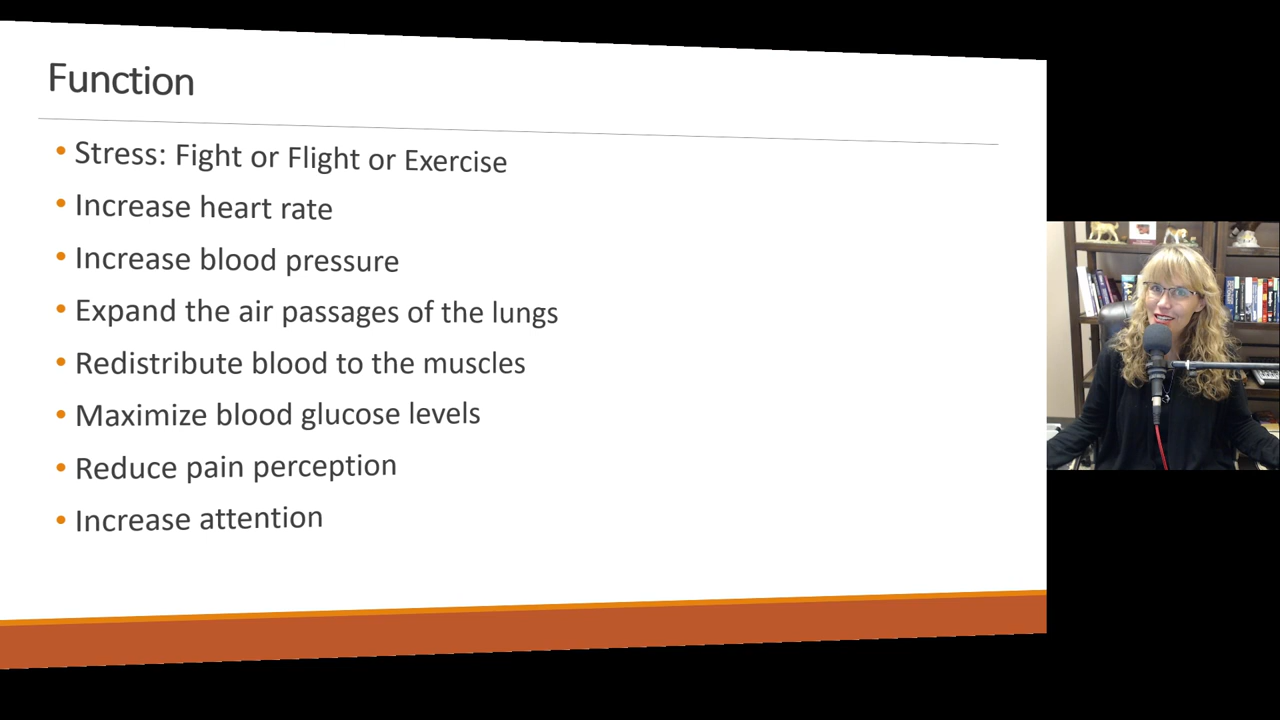 Function
• Stress: Fight or Flight or Exercise
• Increase heart rate
• Increase blood pressure
• Expand the air passages of the lungs
• Redistribute blood to the muscles
• Maximize blood glucose levels
• Reduce pain perception
• Increase attention